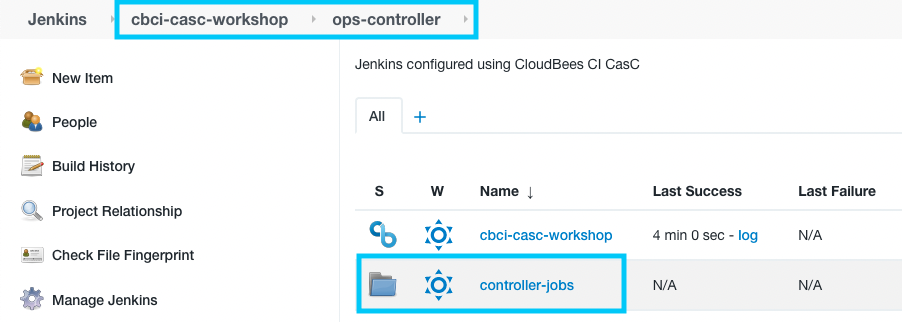 Jenkins cbci-casc-workshop ops-controller
New Item
People
Build History
Project Relationship
Check File Fingerprint
Manage Jenkins
Jenkins configured using CloudBees CI CasC
All +
S W Name ↓ Last Success Last Failure
cbci-casc-workshop 4 min 0 sec - log N/A
controller-jobs N/A N/A